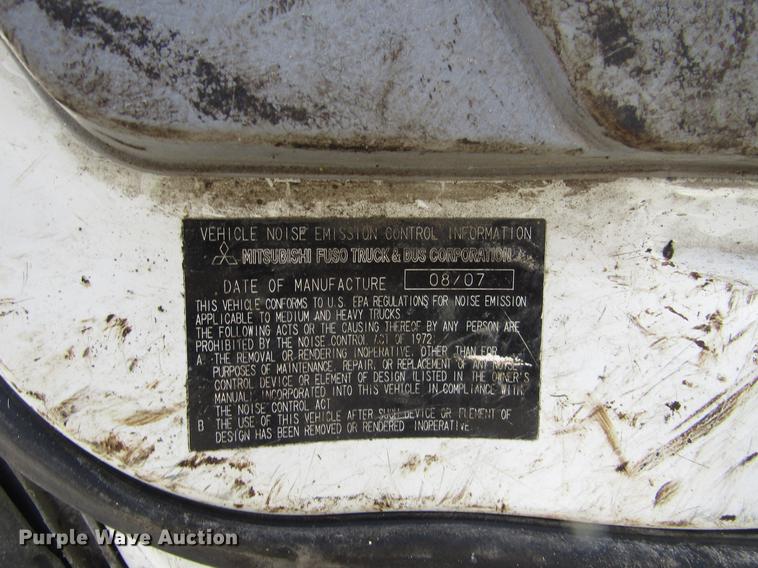 VEHICLE NOISE EMISSION CONTROL INFORMATION
MITSUBISHI FUSO TRUCK & BUS CORPORATION
DATE OF MANUFACTURE 08/07
THIS VEHICLE CONFORMS TO U.S. EPA REGULATIONS FOR NOISE EMISSION
APPLICABLE TO MEDIUM AND HEAVY TRUCKS
THE FOLLOWING ACTS OR THE CAUSING THEREOF BY ANY PERSON ARE
PROHIBITED BY THE NOISE CONTROL ACT OF 1972
A. THE REMOVAL OR RENDERING INOPERATIVE, OTHER THAN FOR
PURPOSES OF MAINTENANCE, REPAIR, OR REPLACEMENT OF ANY NOISE
CONTROL DEVICE OR ELEMENT OF DESIGN (LISTED IN THE OWNER'S
MANUAL) INCORPORATED INTO THIS VEHICLE IN COMPLIANCE WITH
THE NOISE CONTROL ACT
B THE USE OF THIS VEHICLE AFTER SUCH DEVICE OR ELEMENT OF
DESIGN HAS BEEN REMOVED OR RENDERED INOPERATIVE.
Purple Wave Auction